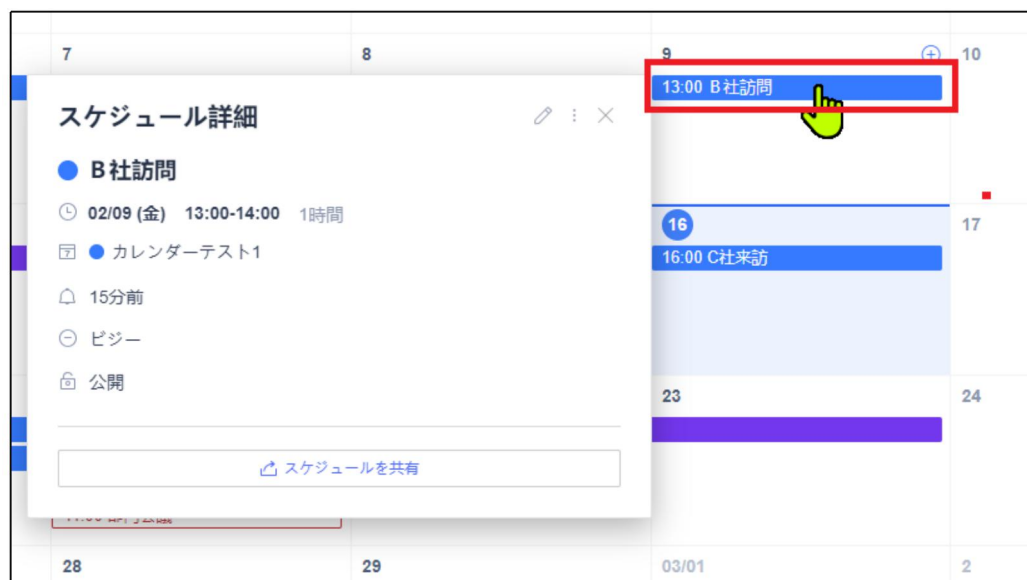 7 8 9 10
13:00 B社訪問
スケジュール詳細
B社訪問
02/09 (金) 13:00-14:00 1時間
16 17
カレンダーテスト1
16:00 C社来訪
15分前
ビジー
公開
23 24
スケジュールを共有
28 29 03/01 2